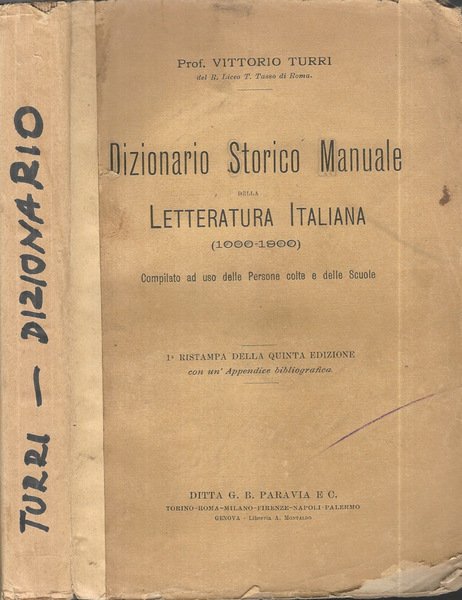 TURRI — DIZIONARIO
Prof. VITTORIO TURRI
del R. Liceo T. Tasso di Roma.
Dizionario Storico Manuale
DELLA
LETTERATURA ITALIANA
(1000-1900)
Compilato ad uso delle Persone colte e delle Scuole
1ª RISTAMPA DELLA QUINTA EDIZIONE
con un' Appendice bibliografica.
DITTA G. B. PARAVIA E C.
TORINO-ROMA-MILANO-FIRENZE-NAPOLI-PALERMO
GENOVA - Libreria A. MONTALDO